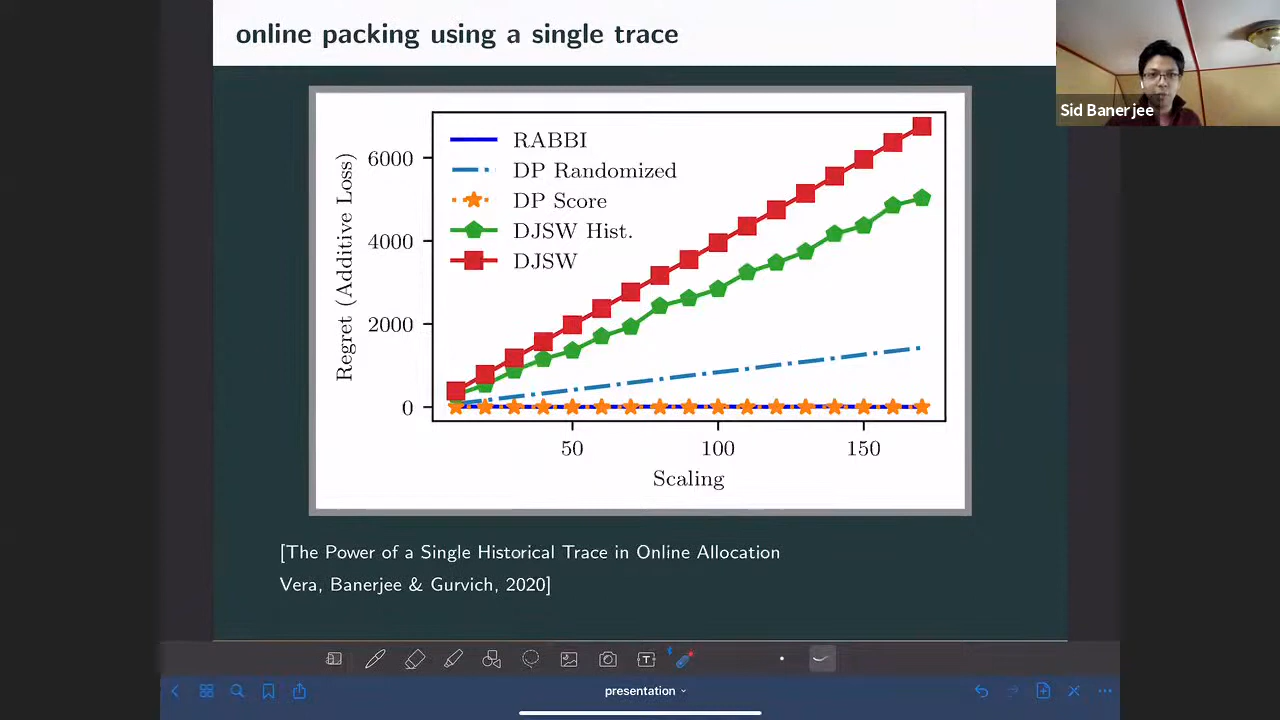 online packing using a single trace
Sid Banerjee
RABBI
DP Randomized
DP Score
DJSW Hist.
DJSW
Regret (Additive Loss)
6000
4000
2000
0
50
100
150
Scaling
[The Power of a Single Historical Trace in Online Allocation
Vera, Banerjee & Gurvich, 2020]
T
presentation